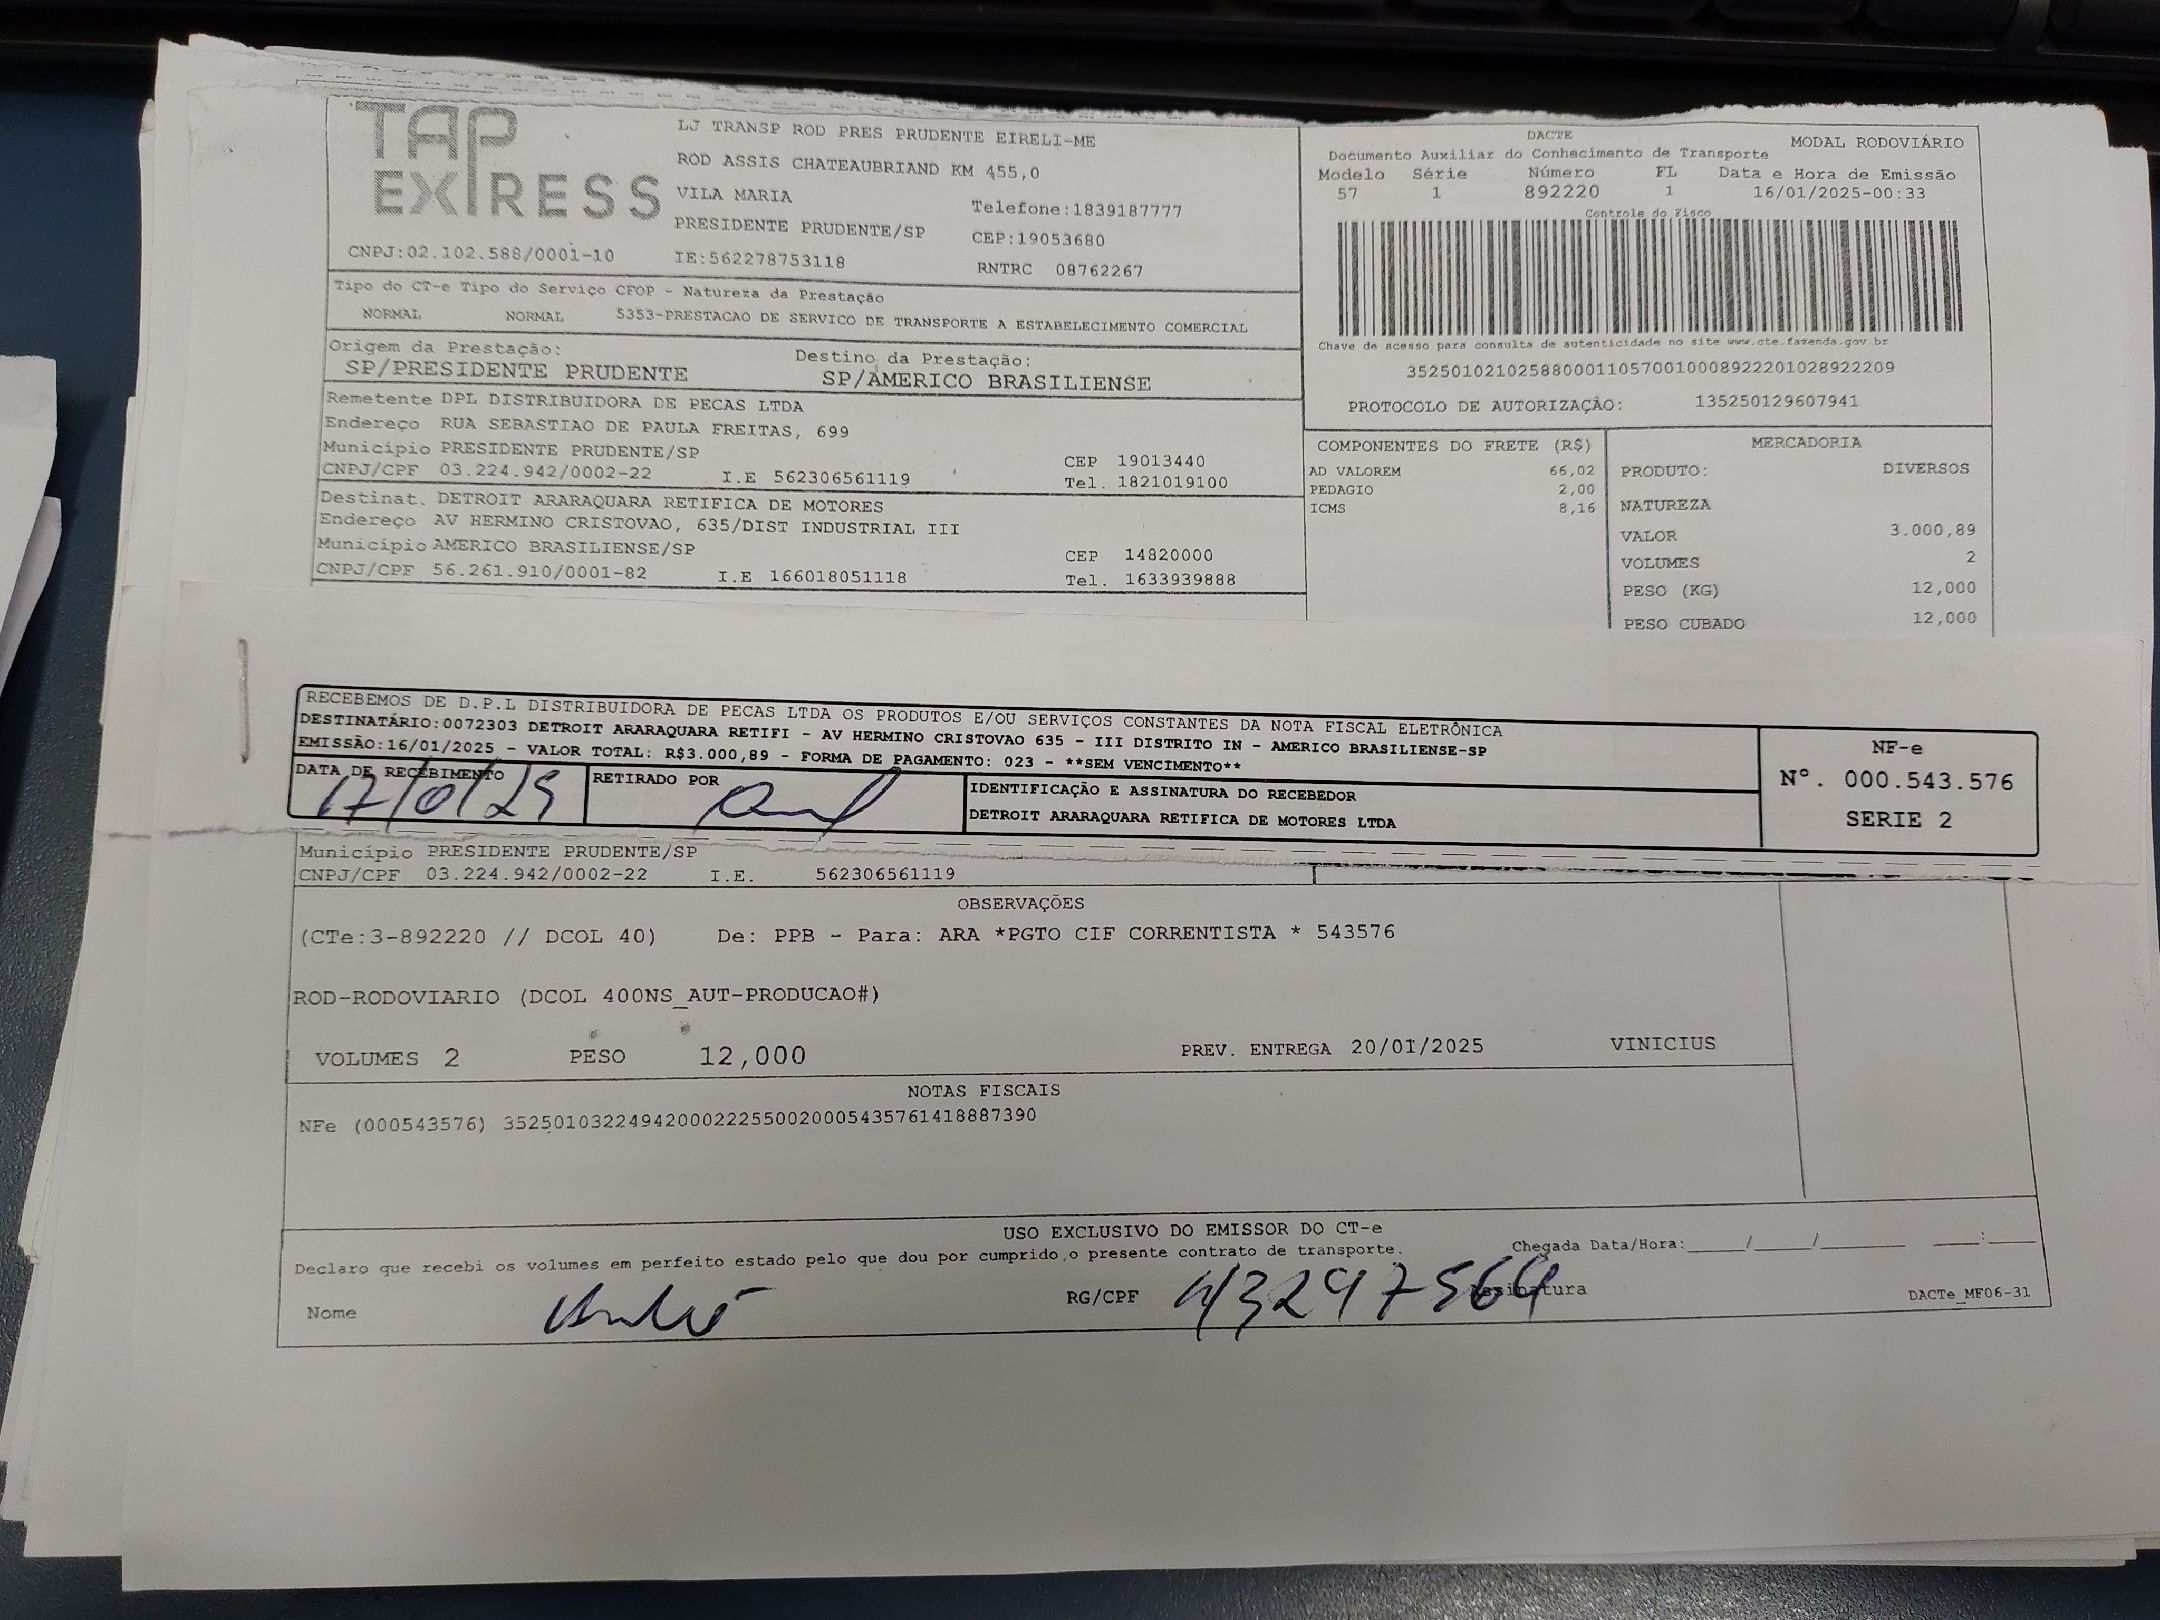 TAP EXPRESS
LJ TRANSP ROD PRES PRUDENTE EIRELI-ME
ROD ASSIS CHATEAUBRIAND KM 455,0
VILA MARIA
Telefone:1839187777
PRESIDENTE PRUDENTE/SP
CEP:19053680
CNPJ:02.102.588/0001-10
IE:562278753118
RNTRC 08762267
DACTE
MODAL RODOVIÁRIO
Documento Auxiliar do Conhecimento de Transporte
Modelo Série Número FL Data e Hora de Emissão
57 1 892220 1 16/01/2025-00:33
Controle do Fisco
Chave de acesso para consulta de autenticidade no site www.cte.fazenda.gov.br
35250102102588000110570010008922201028922209
PROTOCOLO DE AUTORIZAÇÃO: 135250129607941
Tipo do CT-e Tipo do Serviço CFOP - Natureza da Prestação
NORMAL NORMAL 5353-PRESTACAO DE SERVICO DE TRANSPORTE A ESTABELECIMENTO COMERCIAL
Origem da Prestação: Destino da Prestação:
SP/PRESIDENTE PRUDENTE SP/AMERICO BRASILIENSE
Remetente DPL DISTRIBUIDORA DE PECAS LTDA
Endereço RUA SEBASTIAO DE PAULA FREITAS, 699
Município PRESIDENTE PRUDENTE/SP CEP 19013440
CNPJ/CPF 03.224.942/0002-22 I.E 562306561119 Tel. 1821019100
Destinat. DETROIT ARARAQUARA RETIFICA DE MOTORES
Endereço AV HERMINO CRISTOVAO, 635/DIST INDUSTRIAL III
Município AMERICO BRASILIENSE/SP CEP 14820000
CNPJ/CPF 56.261.910/0001-82 I.E 166018051118 Tel. 1633939888
COMPONENTES DO FRETE (R$)
AD VALOREM 66,02
PEDAGIO 2,00
ICMS 8,16
MERCADORIA
PRODUTO: DIVERSOS
NATUREZA
VALOR 3.000,89
VOLUMES 2
PESO (KG) 12,000
PESO CUBADO 12,000
RECEBEMOS DE D.P.L DISTRIBUIDORA DE PECAS LTDA OS PRODUTOS E/OU SERVIÇOS CONSTANTES DA NOTA FISCAL ELETRÔNICA
DESTINATÁRIO:0072303 DETROIT ARARAQUARA RETIFI - AV HERMINO CRISTOVAO 635 - III DISTRITO IN - AMERICO BRASILIENSE-SP
EMISSÃO:16/01/2025 - VALOR TOTAL: R$3.000,89 - FORMA DE PAGAMENTO: 023 - **SEM VENCIMENTO**
NF-e
Nº. 000.543.576
SERIE 2
DATA DE RECEBIMENTO
17/01/25
RETIRADO POR
IDENTIFICAÇÃO E ASSINATURA DO RECEBEDOR
DETROIT ARARAQUARA RETIFICA DE MOTORES LTDA
Município PRESIDENTE PRUDENTE/SP
CNPJ/CPF 03.224.942/0002-22 I.E. 562306561119
OBSERVAÇÕES
(CTe:3-892220 // DCOL 40) De: PPB - Para: ARA *PGTO CIF CORRENTISTA * 543576
ROD-RODOVIARIO (DCOL 400NS_AUT-PRODUCAO#)
VOLUMES 2 PESO 12,000 PREV. ENTREGA 20/01/2025 VINICIUS
NOTAS FISCAIS
NFe (000543576) 35250103224942000222550020005435761418887390
USO EXCLUSIVO DO EMISSOR DO CT-e
Declaro que recebi os volumes em perfeito estado pelo que dou por cumprido o presente contrato de transporte. Chegada Data/Hora:_____/_____/________ ____:____
Nome RG/CPF 413297564 Assinatura DACTe_MF06-31